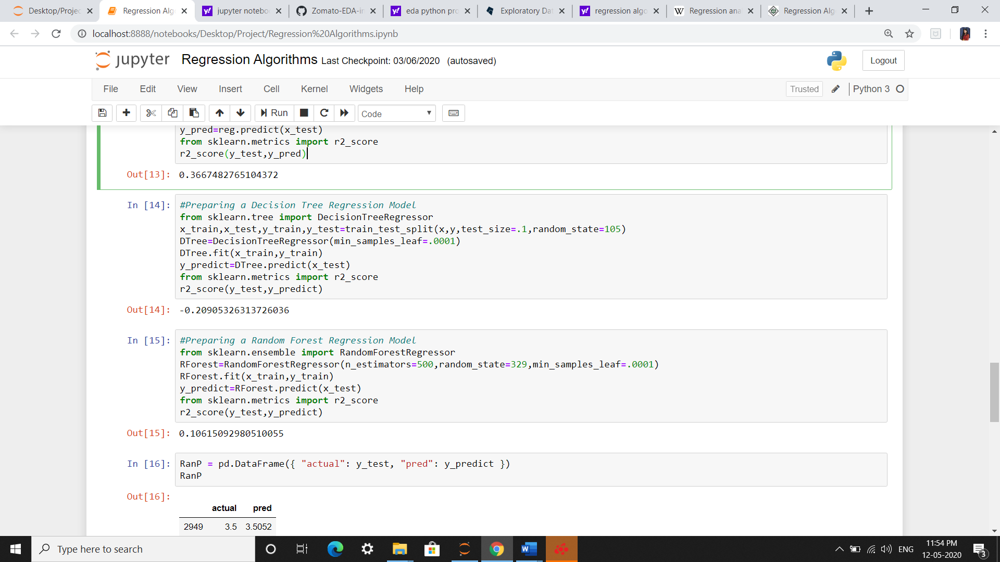 Desktop/Projec
Regression Alg
jupyter notebo
Zomato-EDA-in
eda python pro
Exploratory Da
regression algo
W Regression ana
Regression Alg
localhost:8888/notebooks/Desktop/Project/Regression%20Algorithms.ipynb
jupyter Regression Algorithms Last Checkpoint: 03/06/2020 (autosaved)
Logout
File Edit View Insert Cell Kernel Widgets Help
Trusted Python 3
Run Code
y_pred=reg.predict(x_test)
from sklearn.metrics import r2_score
r2_score(y_test,y_pred)
Out[13]: 0.3667482765104372
In [14]: #Preparing a Decision Tree Regression Model
from sklearn.tree import DecisionTreeRegressor
x_train,x_test,y_train,y_test=train_test_split(x,y,test_size=.1,random_state=105)
DTree=DecisionTreeRegressor(min_samples_leaf=.0001)
DTree.fit(x_train,y_train)
y_predict=DTree.predict(x_test)
from sklearn.metrics import r2_score
r2_score(y_test,y_predict)
Out[14]: -0.20905326313726036
In [15]: #Preparing a Random Forest Regression Model
from sklearn.ensemble import RandomForestRegressor
RForest=RandomForestRegressor(n_estimators=500,random_state=329,min_samples_leaf=.0001)
RForest.fit(x_train,y_train)
y_predict=RForest.predict(x_test)
from sklearn.metrics import r2_score
r2_score(y_test,y_predict)
Out[15]: 0.10615092980510055
In [16]: RanP = pd.DataFrame({ "actual": y_test, "pred": y_predict })
RanP
Out[16]:
actual pred
2949 3.5 3.5052
Type here to search
ENG
11:54 PM
12-05-2020
3